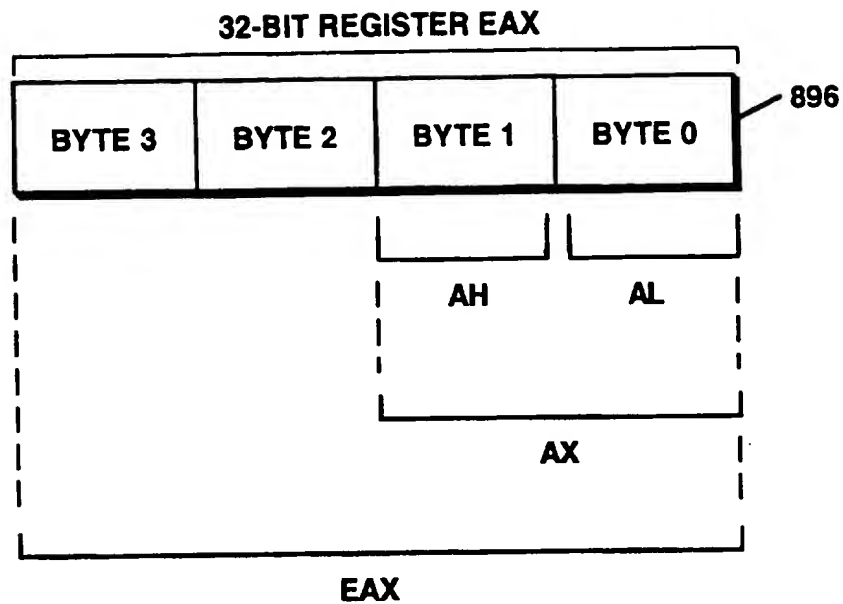 32-BIT REGISTER EAX
896
BYTE 3 BYTE 2 BYTE 1 BYTE 0
AH AL
AX
EAX